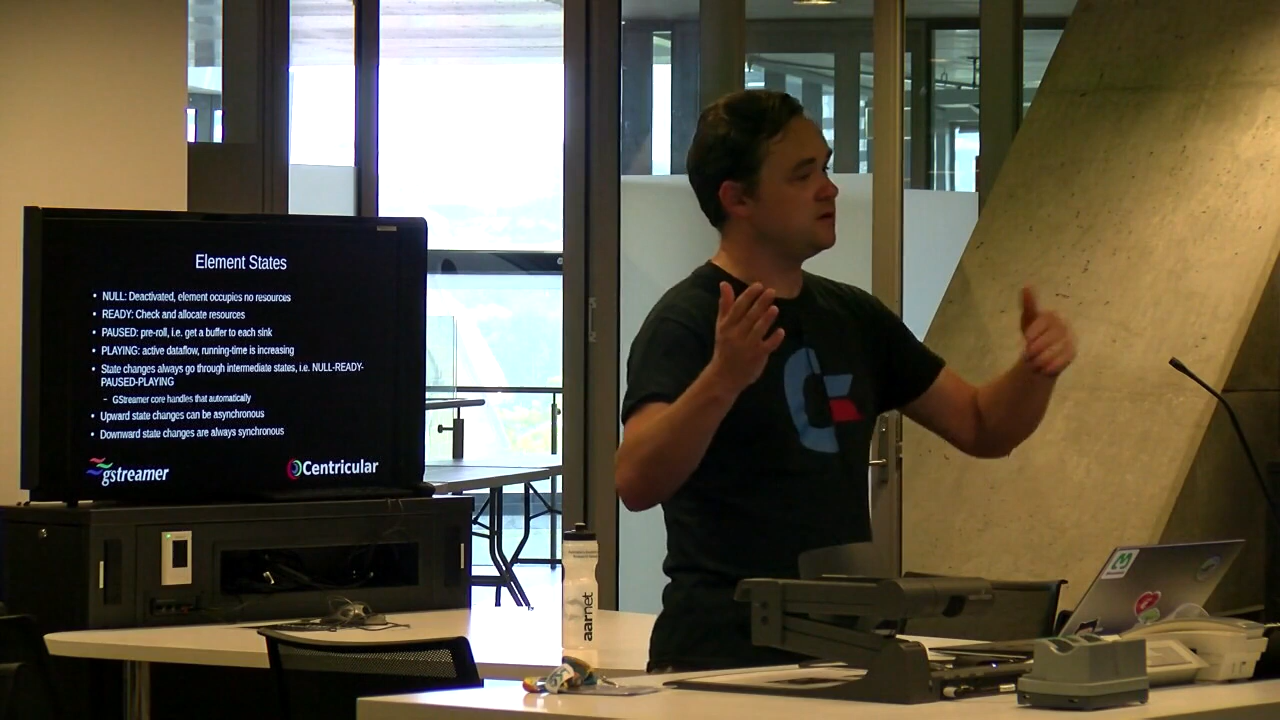 Element States
• NULL: Deactivated, element occupies no resources
• READY: Check and allocate resources
• PAUSED: pre-roll, i.e. get a buffer to each sink
• PLAYING: active dataflow, running-time is increasing
• State changes always go through intermediate states, i.e. NULL-READY-
PAUSED-PLAYING
– GStreamer core handles that automatically
• Upward state changes can be asynchronous
• Downward state changes are always synchronous
gstreamer
Centricular
aarnet